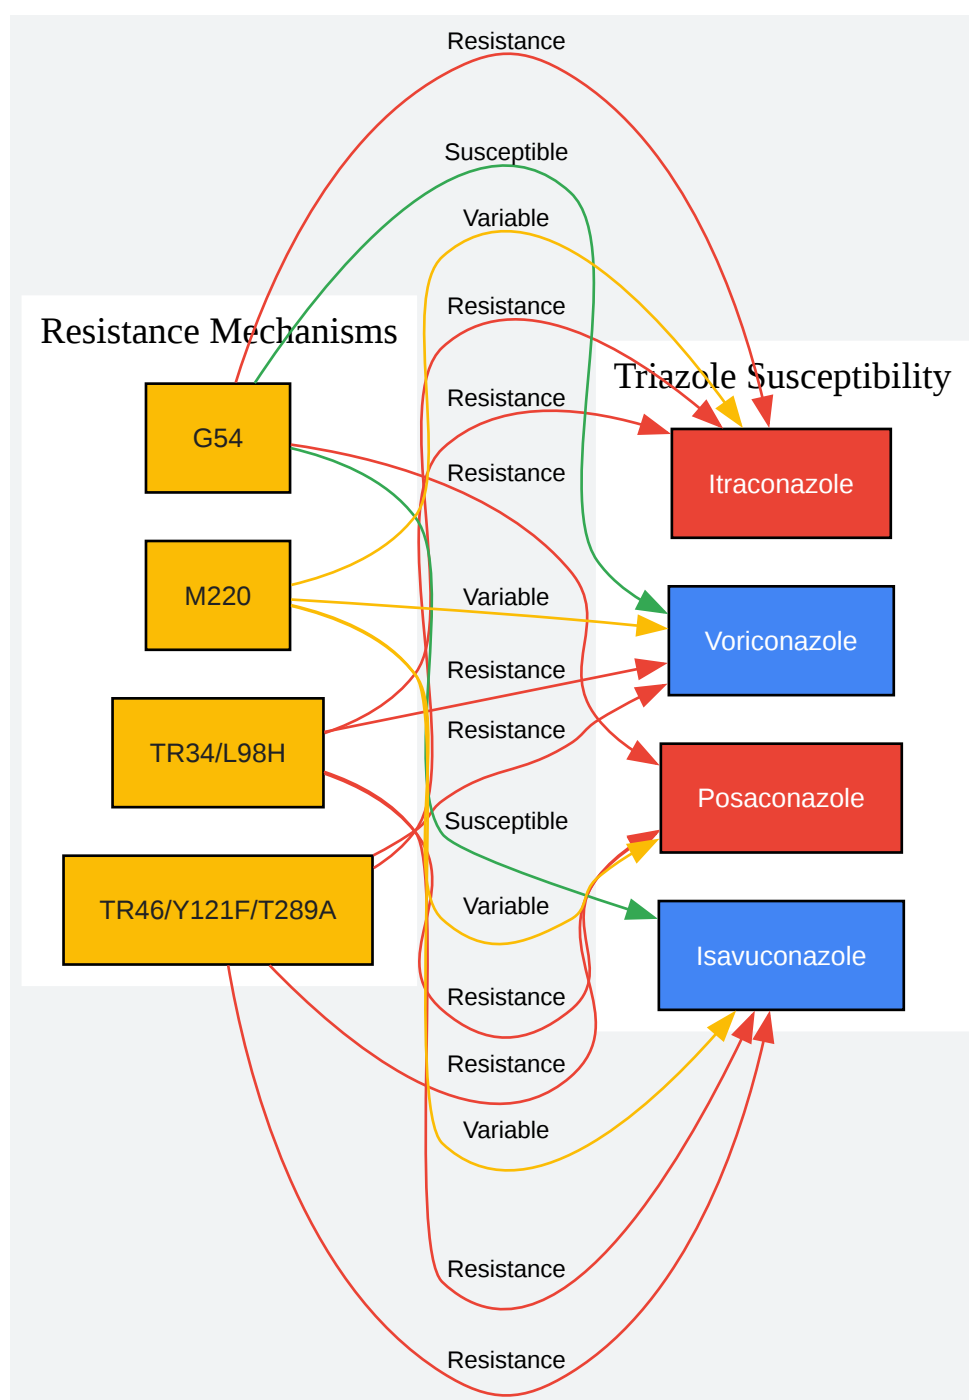 Resistance
Susceptible
Variable
Resistance
Resistance Mechanisms
Triazole Susceptibility
Resistance
G54
Resistance
Itraconazole
M220
Variable
Voriconazole
Resistance
Resistance
TR34/L98H
Posaconazole
Susceptible
TR46/Y121F/T289A
Variable
Isavuconazole
Resistance
Resistance
Variable
Resistance
Resistance